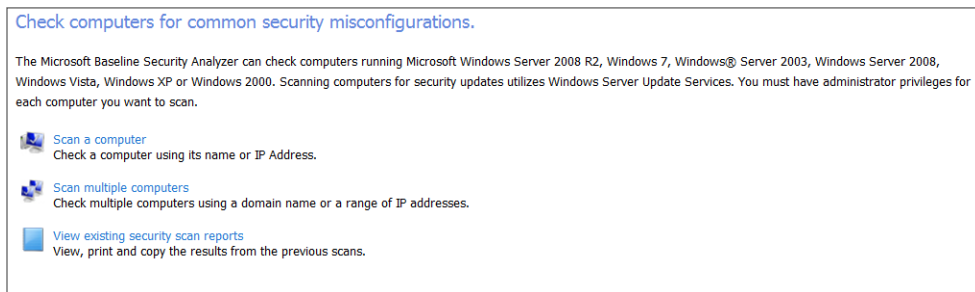 Check computers for common security misconfigurations.
The Microsoft Baseline Security Analyzer can check computers running Microsoft Windows Server 2008 R2, Windows 7, Windows® Server 2003, Windows Server 2008,
Windows Vista, Windows XP or Windows 2000. Scanning computers for security updates utilizes Windows Server Update Services. You must have administrator privileges for
each computer you want to scan.
Scan a computer
Check a computer using its name or IP Address.
Scan multiple computers
Check multiple computers using a domain name or a range of IP addresses.
View existing security scan reports
View, print and copy the results from the previous scans.